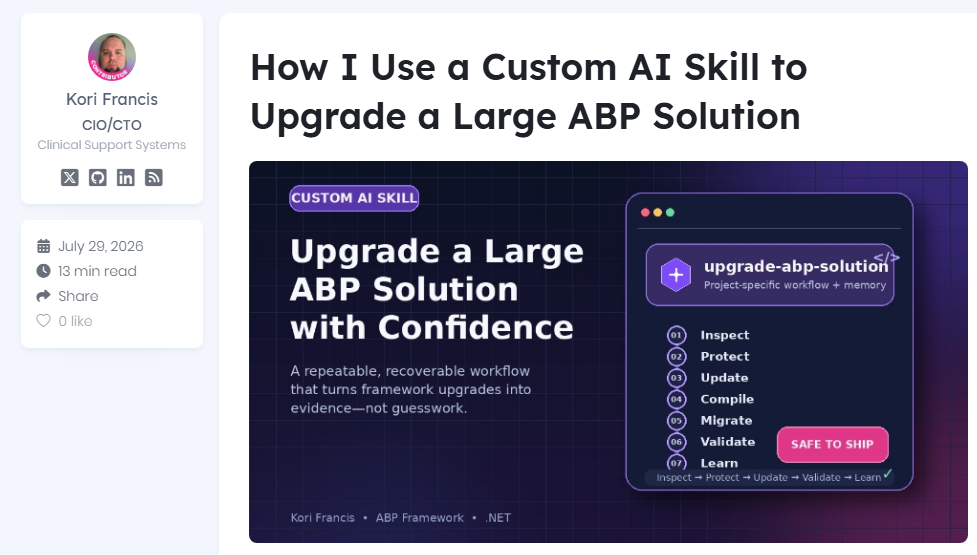 CONTRIBUTOR
Kori Francis
CIO/CTO
Clinical Support Systems
July 29, 2026
13 min read
Share
0 like
How I Use a Custom AI Skill to
Upgrade a Large ABP Solution
CUSTOM AI SKILL
Upgrade a Large
ABP Solution
with Confidence
A repeatable, recoverable workflow
that turns framework upgrades into
evidence—not guesswork.
Kori Francis • ABP Framework • .NET
</>
upgrade-abp-solution
Project-specific workflow + memory
01 Inspect
02 Protect
03 Update
04 Compile
05 Migrate
06 Validate
07 Learn
SAFE TO SHIP
Inspect → Protect → Update → Validate → Learn ✓